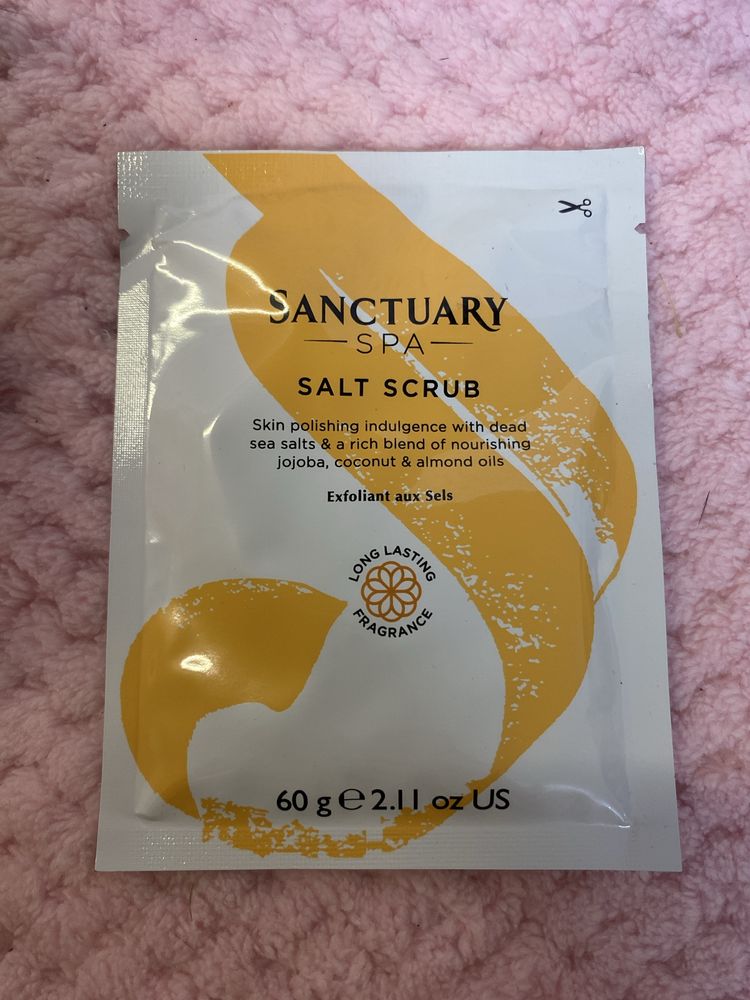 SANCTUARY
SPA
SALT SCRUB
Skin polishing indulgence with dead
sea salts & a rich blend of nourishing
jojoba, coconut & almond oils
Exfoliant aux Sels
LONG LASTING
FRAGRANCE
60 g ℮ 2.11 oz US